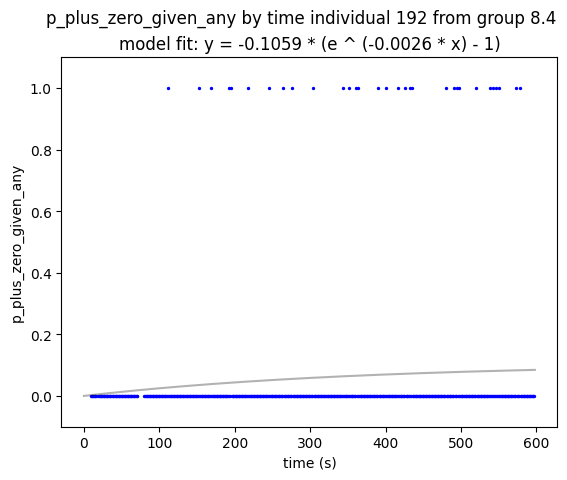 p_plus_zero_given_any by time individual 192 from group 8.4
model fit: y = -0.1059 * (e ^ (-0.0026 * x) - 1)
1.0
0.8
0.6
0.4
0.2
0.0
p_plus_zero_given_any
0 100 200 300 400 500 600
time (s)